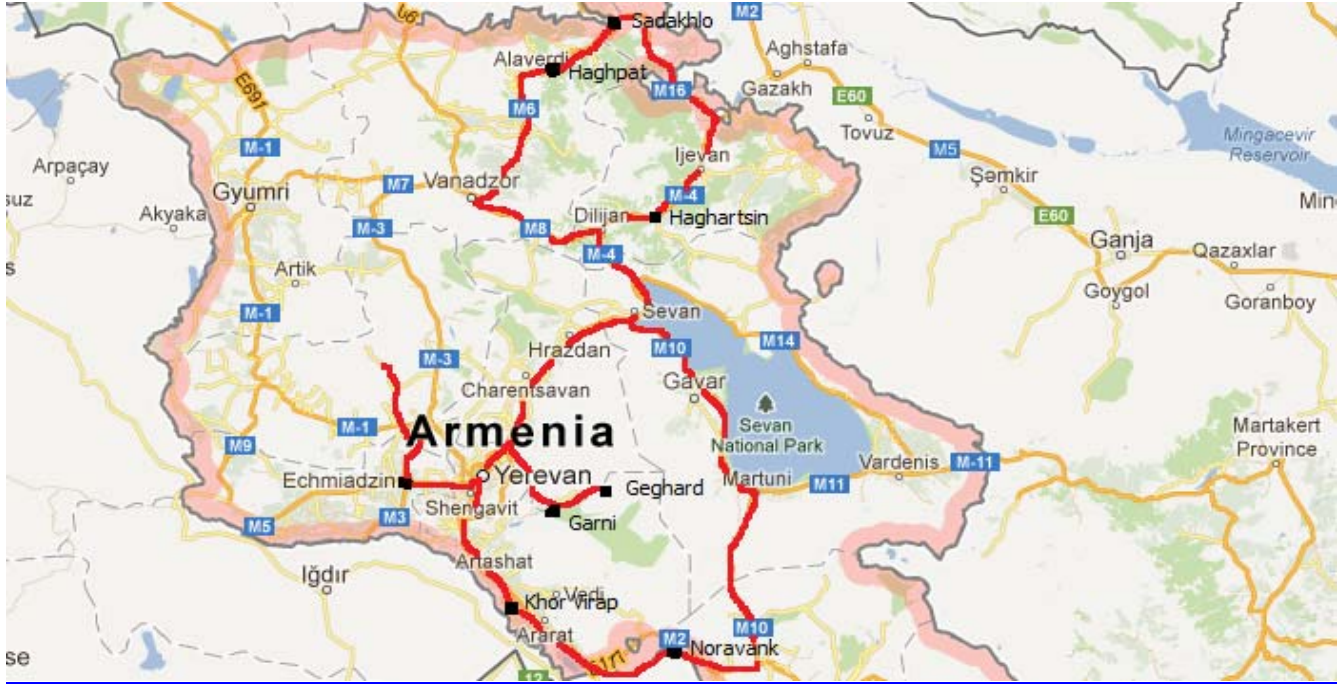 M2
Sadakhlo
Aghstafa
Alaverdi
Haghpat
E691
M16
Gazakh
E60
M6
Tovuz
Mingacevir
Reservoir
M-1
M5
Arpaçay
Ijevan
Şəmkir
M7
Vanadzor
Gyumri
M-4
Akyaka
Dilijan
Haghartsin
E60
M-3
M8
Ganja
Qazaxlar
M-4
Artik
Goygol
Goranboy
M-1
Sevan
M14
Hrazdan
M10
M-3
Gavar
Charentsavan
Sevan
National Park
M-1
Armenia
Martakert
Province
M9
Vardenis
M-11
Echmiadzin
Yerevan
Martuni
M11
Geghard
Shengavit
M5
M3
Garni
Artashat
Iğdır
Vedi
Khor Virap
Ararat
M10
M2
Noravank
se